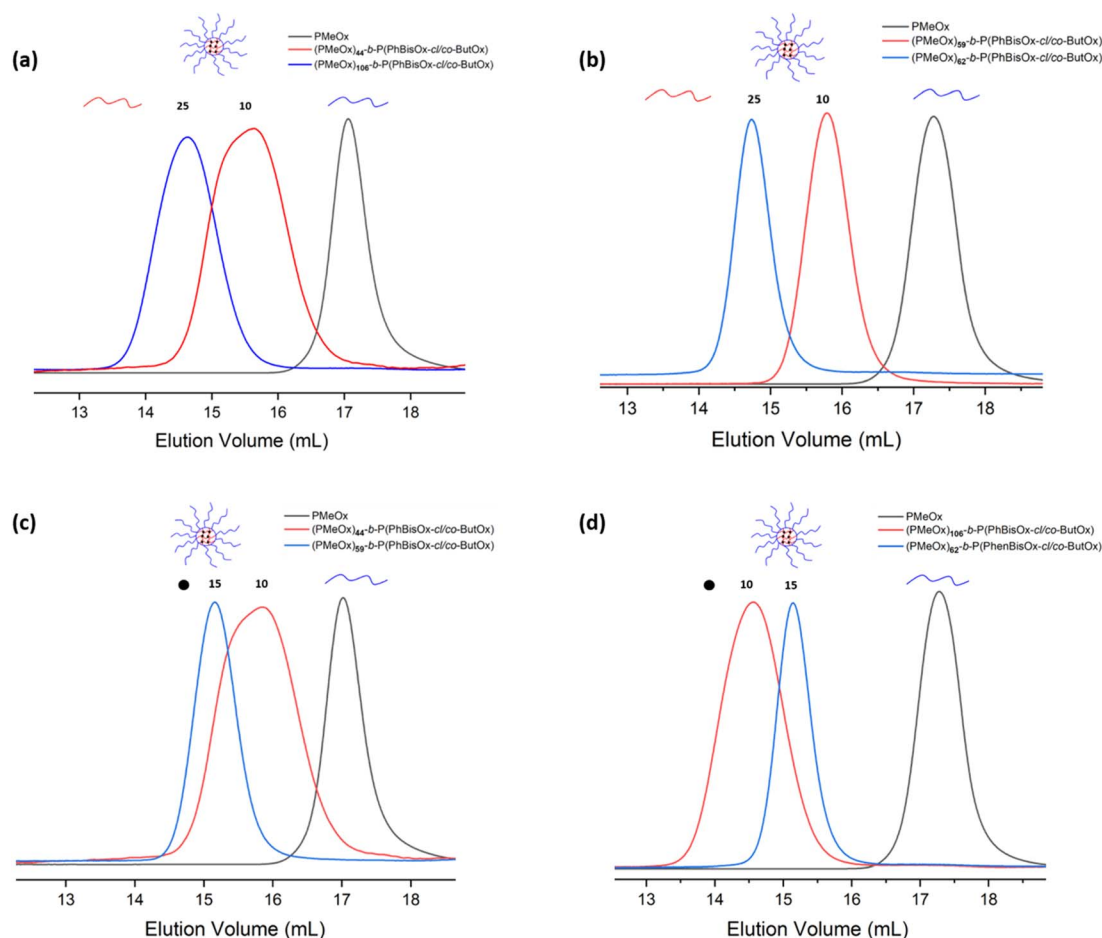 (a)
PMeOx
(PMeOx)44-b-P(PhBisOx-cl/co-ButOx)
(PMeOx)106-b-P(PhBisOx-cl/co-ButOx)
25 10
13 14 15 16 17 18
Elution Volume (mL)
(b)
PMeOx
(PMeOx)59-b-P(PhBisOx-cl/co-ButOx)
(PMeOx)62-b-P(PhBisOx-cl/co-ButOx)
25 10
13 14 15 16 17 18
Elution Volume (mL)
(c)
PMeOx
(PMeOx)44-b-P(PhBisOx-cl/co-ButOx)
(PMeOx)59-b-P(PhBisOx-cl/co-ButOx)
15 10
13 14 15 16 17 18
Elution Volume (mL)
(d)
PMeOx
(PMeOx)106-b-P(PhBisOx-cl/co-ButOx)
(PMeOx)62-b-P(PhenBisOx-cl/co-ButOx)
10 15
13 14 15 16 17 18
Elution Volume (mL)